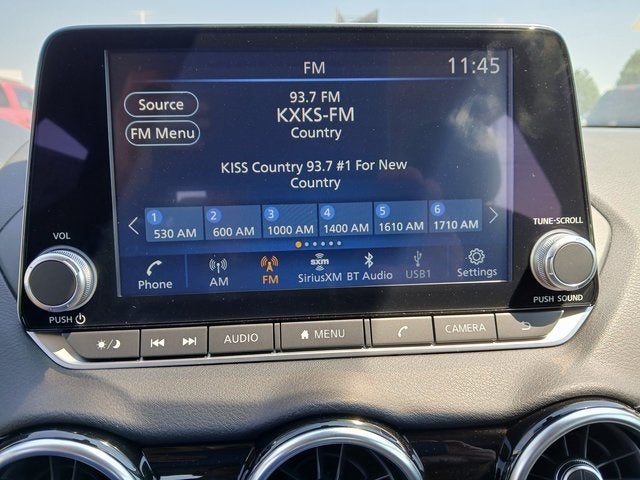 FM 11:45
Source
FM Menu
93.7 FM
KXKS-FM
Country
KISS Country 93.7 #1 For New
Country
1 2 3 4 5 6
530 AM 600 AM 1000 AM 1400 AM 1610 AM 1710 AM
VOL
TUNE-SCROLL
sxm
Phone AM FM SiriusXM BT Audio USB1 Settings
PUSH
PUSH SOUND
AUDIO MENU CAMERA